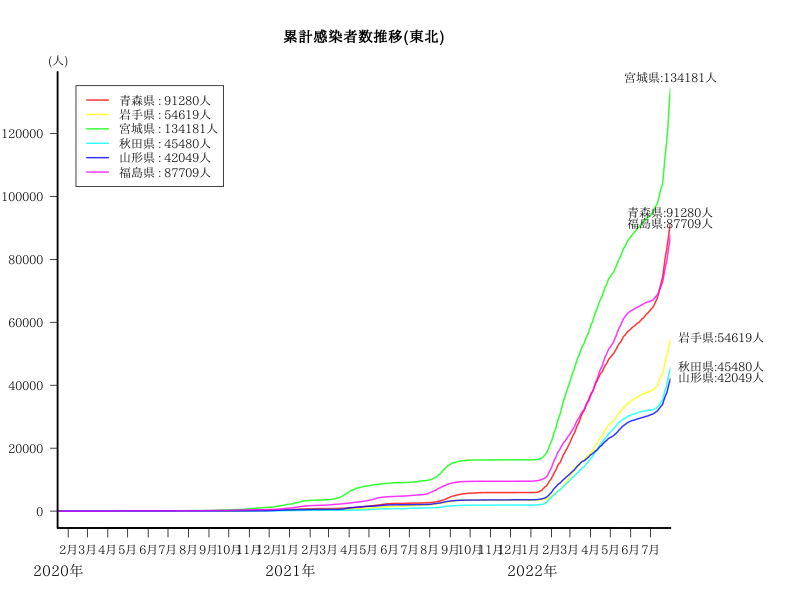 累計感染者数推移(東北)
(人)
青森県 : 91280人
岩手県 : 54619人
宮城県 : 134181人
秋田県 : 45480人
山形県 : 42049人
福島県 : 87709人
宮城県:134181人
青森県:91280人
福島県:87709人
岩手県:54619人
秋田県:45480人
山形県:42049人
120000
100000
80000
60000
40000
20000
0
2月3月4月5月6月7月8月9月10月11月12月1月2月3月4月5月6月7月8月9月10月11月12月1月2月3月4月5月6月7月
2020年 2021年 2022年